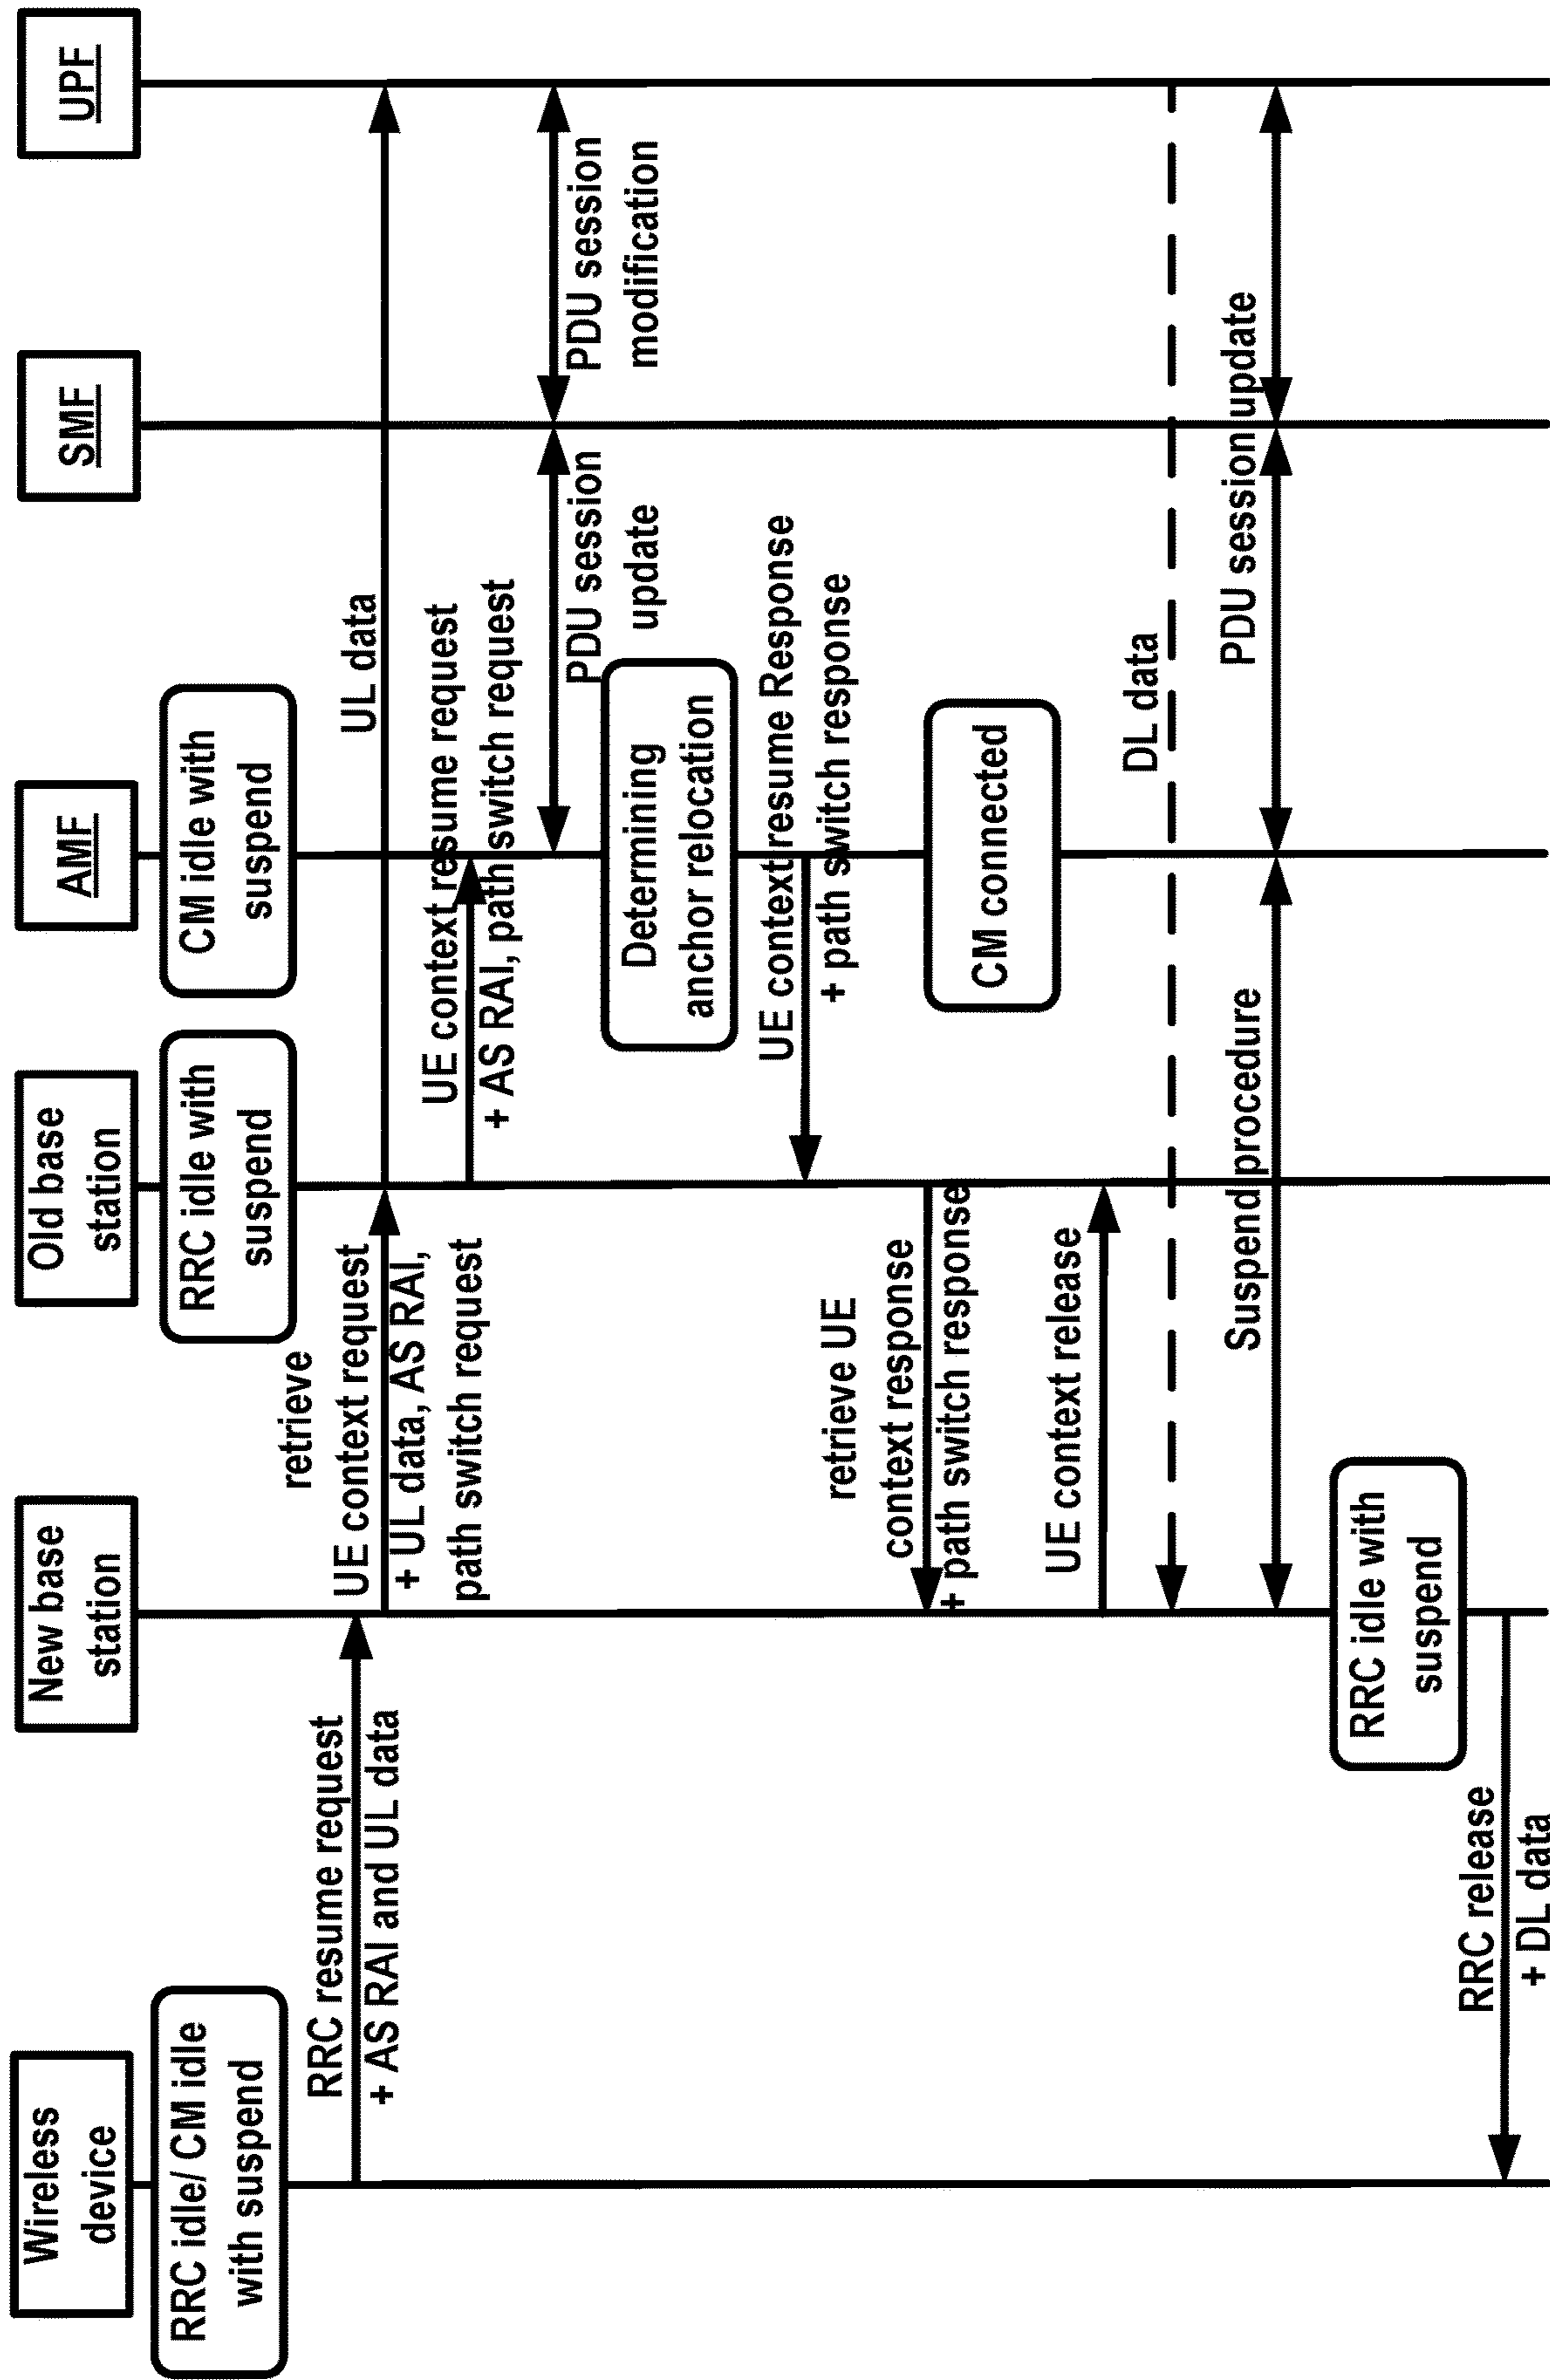 Wireless
device
New base
station
Old base
station
AMF
SMF
UPF
RRC idle/ CM idle
with suspend
RRC idle with
suspend
CM idle with
suspend
RRC resume request
+ AS RAI and UL data
retrieve
UE context request
+ UL data, AS RAI,
path switch request
UL data
UE context resume request
+ AS RAI, path switch request
PDU session
update
PDU session
modification
Determining
anchor relocation
UE context resume Response
+ path switch response
retrieve UE
context response
+ path switch response
CM connected
UE context release
DL data
Suspend procedure
PDU session update
RRC idle with
suspend
RRC release
+ DL data